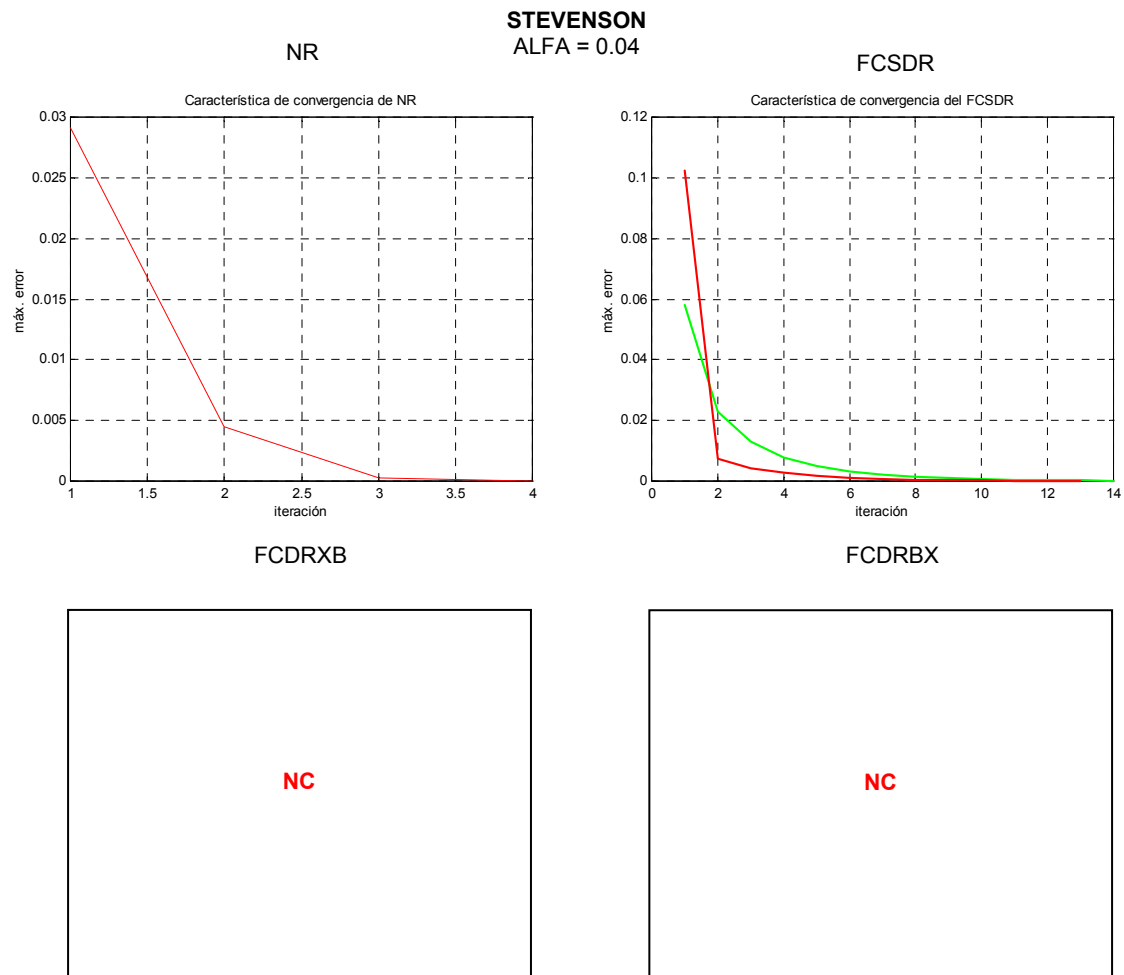 STEVENSON
ALFA = 0.04
NR
FCSDR
Característica de convergencia de NR
0.03
0.025
0.02
0.015
0.01
0.005
0
máx. error
1
1.5
2
2.5
3
3.5
4
iteración
Característica de convergencia del FCSDR
0.12
0.1
0.08
0.06
0.04
0.02
0
máx. error
0
2
4
6
8
10
12
14
iteración
FCDRXB
FCDRBX
NC
NC